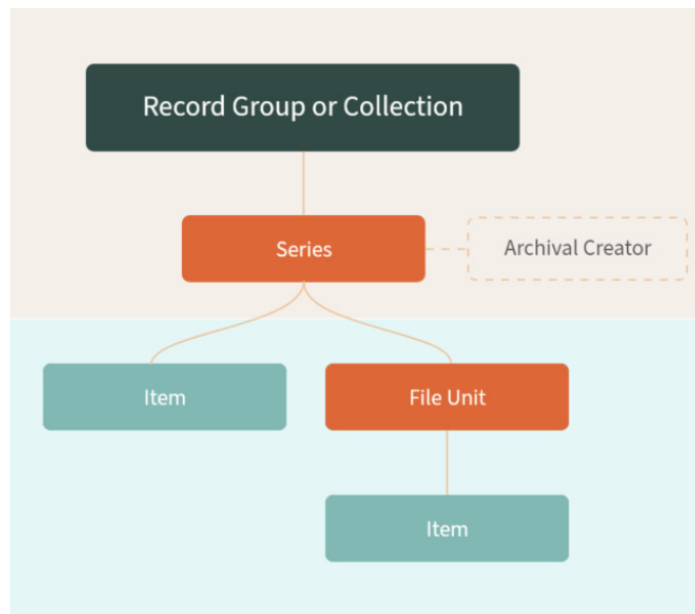 Record Group or Collection
Series
Archival Creator
Item
File Unit
Item